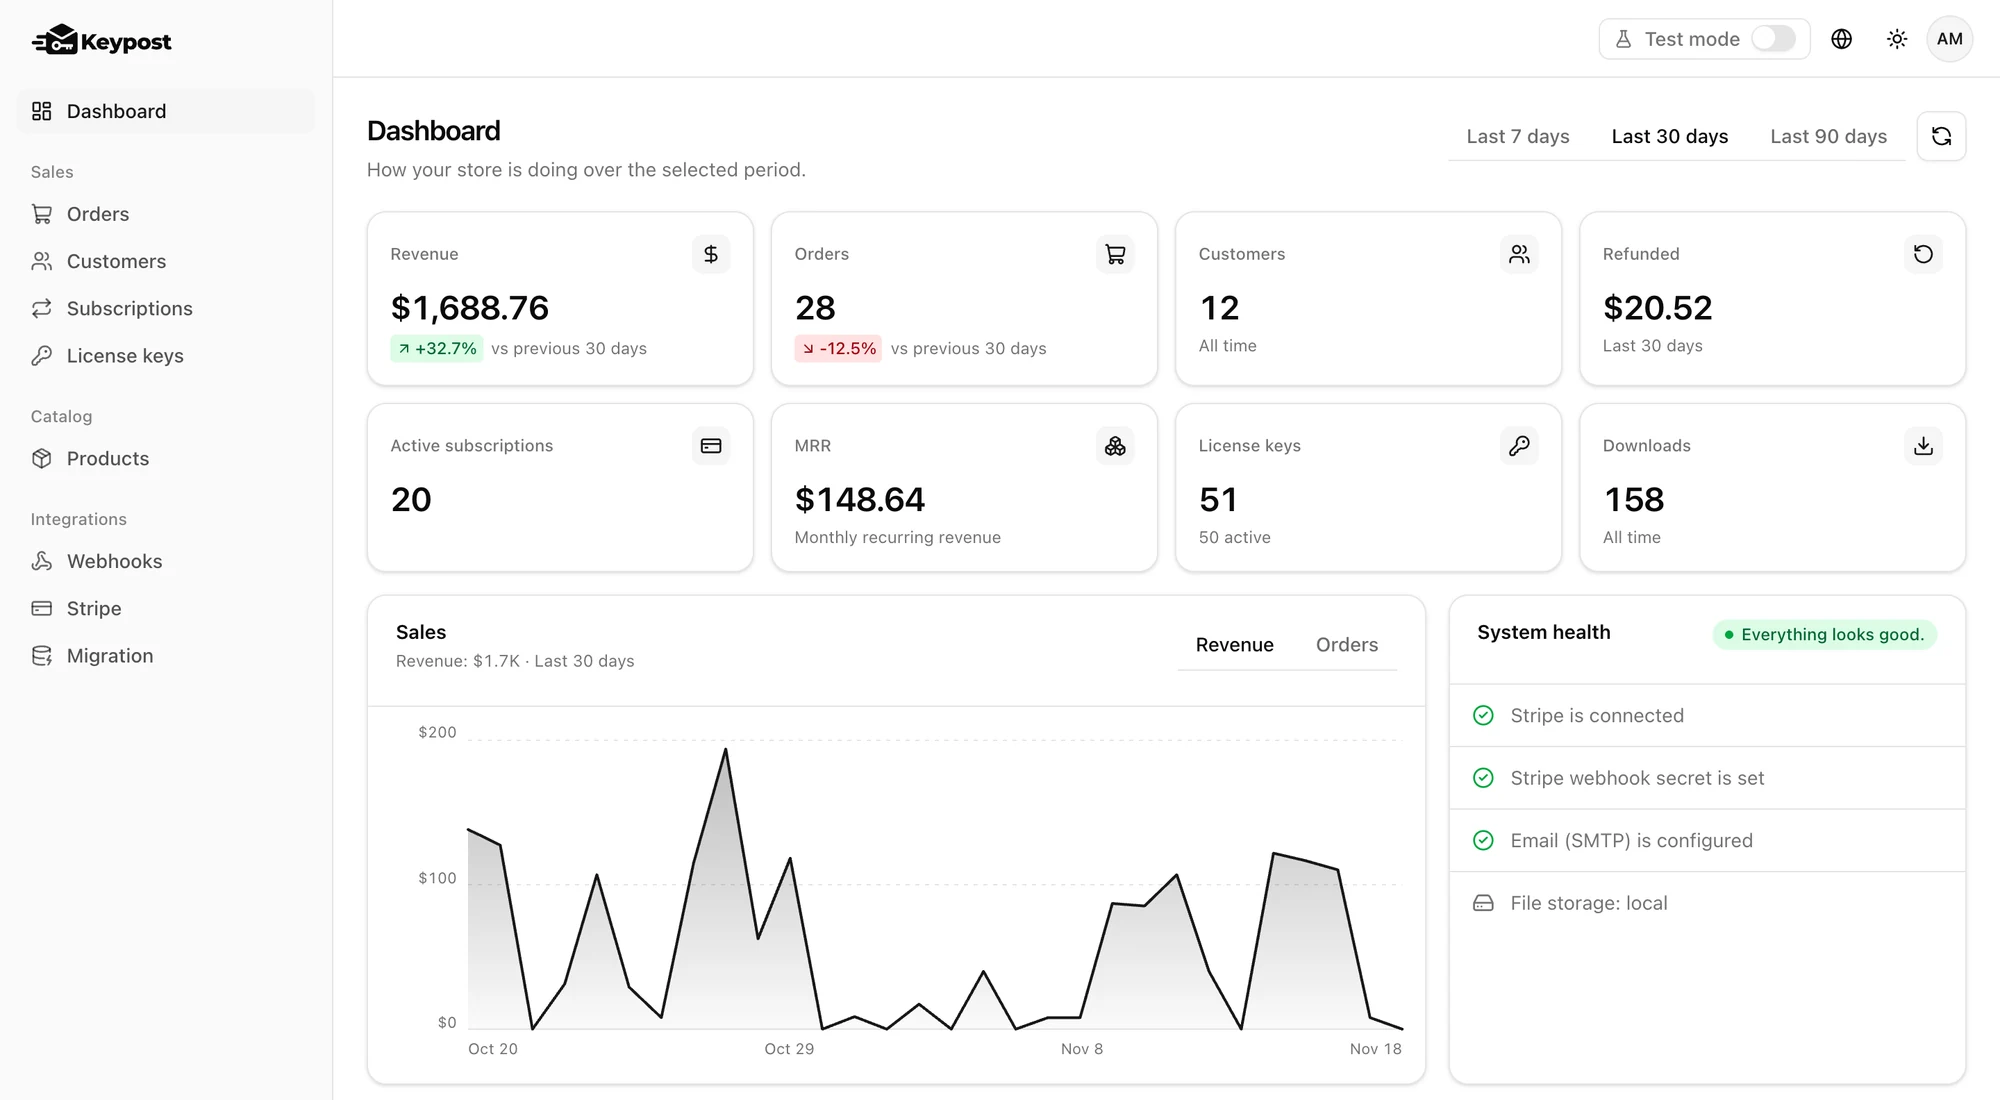 Keypost
Test mode
AM
Dashboard
Sales
Orders
Customers
Subscriptions
License keys
Catalog
Products
Integrations
Webhooks
Stripe
Migration
Dashboard
How your store is doing over the selected period.
Last 7 days
Last 30 days
Last 90 days
Revenue
$1,688.76
+32.7% vs previous 30 days
Orders
28
-12.5% vs previous 30 days
Customers
12
All time
Refunded
$20.52
Last 30 days
Active subscriptions
20
MRR
$148.64
Monthly recurring revenue
License keys
51
50 active
Downloads
158
All time
Sales
Revenue: $1.7K · Last 30 days
Revenue
Orders
$200
$100
$0
Oct 20
Oct 29
Nov 8
Nov 18
System health
Everything looks good.
Stripe is connected
Stripe webhook secret is set
Email (SMTP) is configured
File storage: local